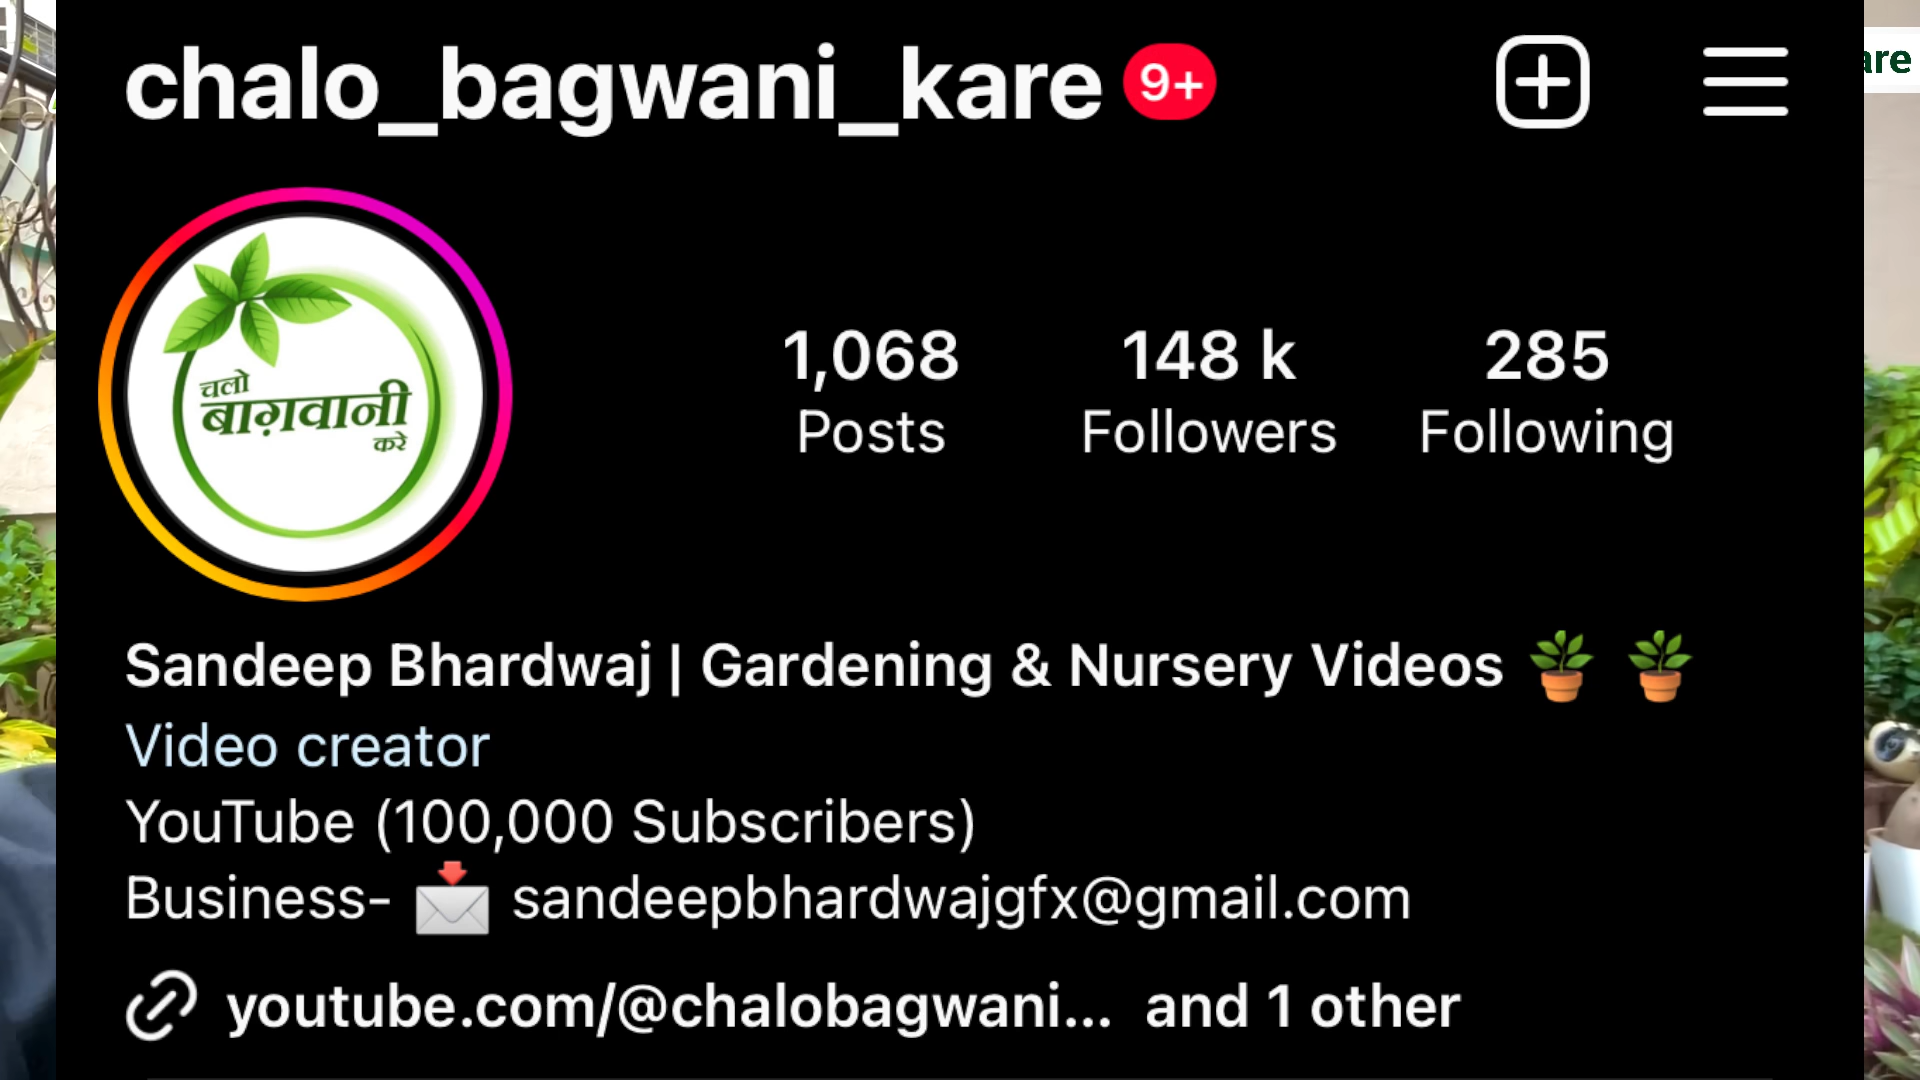 chalo_bagwani_kare 9+
are
चलो
बाग़वानी
करे
1,068 148 k 285
Posts Followers Following
Sandeep Bhardwaj | Gardening & Nursery Videos 🪴 🪴
Video creator
YouTube (100,000 Subscribers)
Business- 📩 sandeepbhardwajgfx@gmail.com
youtube.com/@chalobagwani... and 1 other